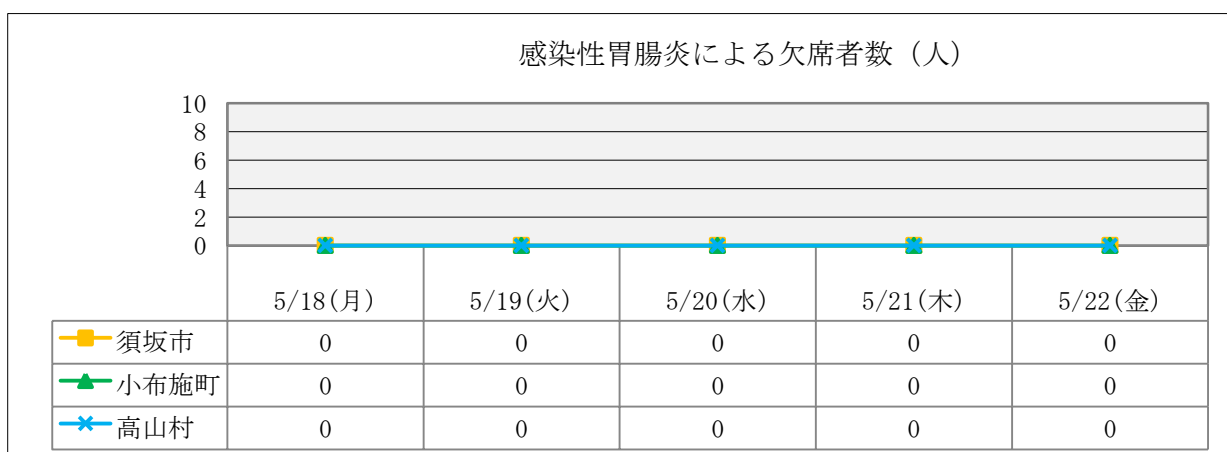 感染性胃腸炎による欠席者数（人）
10
8
6
4
2
0
5/18(月) 5/19(火) 5/20(水) 5/21(木) 5/22(金)
須坂市 0 0 0 0 0
小布施町 0 0 0 0 0
高山村 0 0 0 0 0